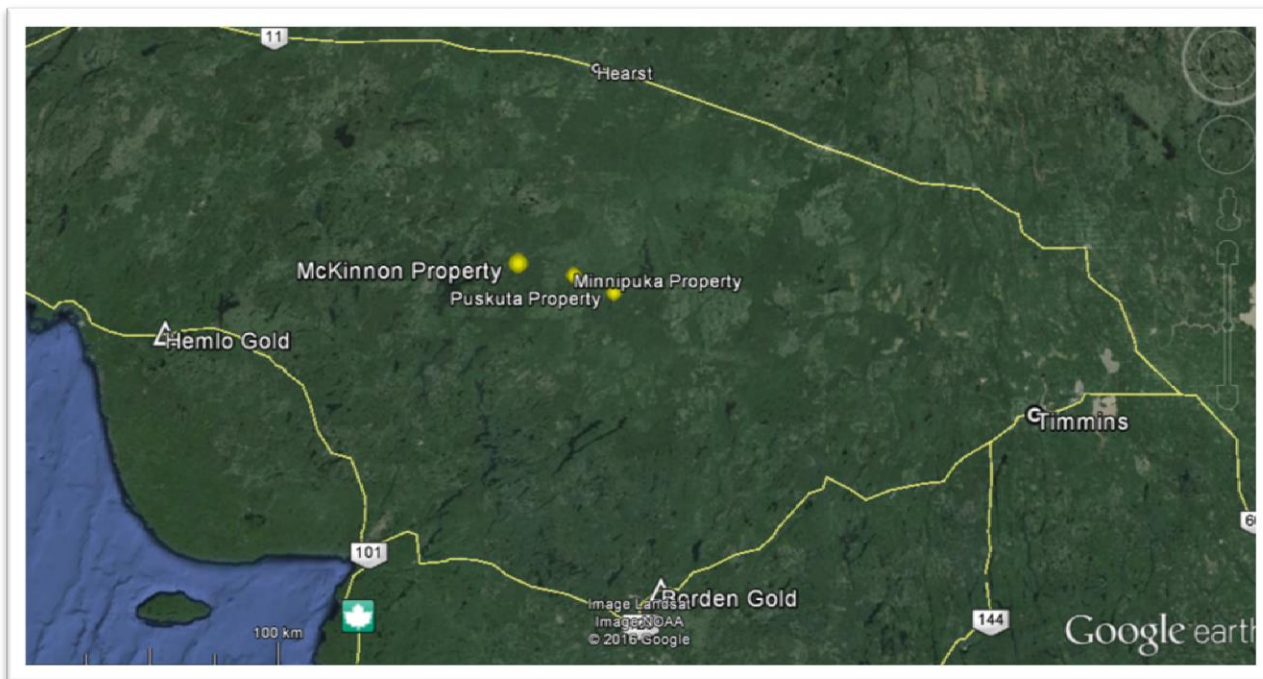 11
Hearst
McKinnon Property
Minnipuka Property
Puskuta Property
Hemlo Gold
Timmins
101
Borden Gold
Image Landsat
Image NOAA
© 2016 Google
100 km
144
Google earth